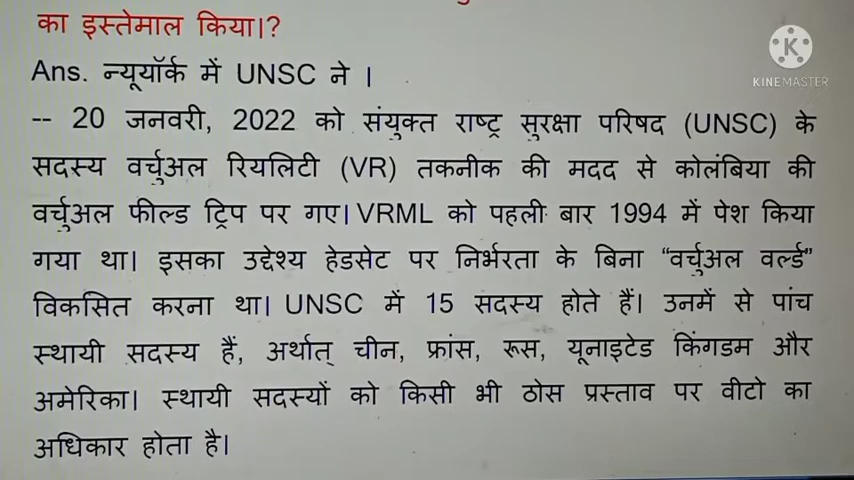 का इस्तेमाल किया।?
Ans. न्यूयॉर्क में UNSC ने ।
-- 20 जनवरी, 2022 को संयुक्त राष्ट्र सुरक्षा परिषद (UNSC) के
सदस्य वर्चुअल रियलिटी (VR) तकनीक की मदद से कोलंबिया की
वर्चुअल फील्ड ट्रिप पर गए। VRML को पहली बार 1994 में पेश किया
गया था। इसका उद्देश्य हेडसेट पर निर्भरता के बिना “वर्चुअल वर्ल्ड”
विकसित करना था। UNSC में 15 सदस्य होते हैं। उनमें से पांच
स्थायी सदस्य हैं, अर्थात् चीन, फ्रांस, रूस, यूनाइटेड किंगडम और
अमेरिका। स्थायी सदस्यों को किसी भी ठोस प्रस्ताव पर वीटो का
अधिकार होता है।
K
KINEMASTER